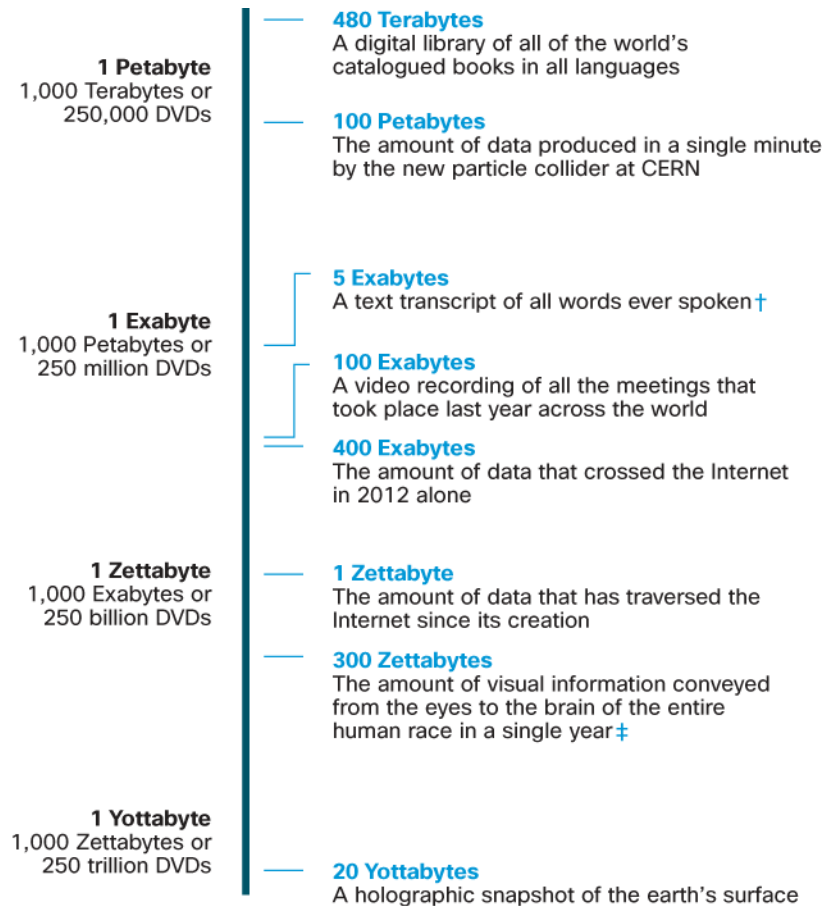 480 Terabytes
A digital library of all of the world's
catalogued books in all languages
1 Petabyte
1,000 Terabytes or
250,000 DVDs
100 Petabytes
The amount of data produced in a single minute
by the new particle collider at CERN
5 Exabytes
A text transcript of all words ever spoken†
1 Exabyte
1,000 Petabytes or
250 million DVDs
100 Exabytes
A video recording of all the meetings that
took place last year across the world
400 Exabytes
The amount of data that crossed the Internet
in 2012 alone
1 Zettabyte
1,000 Exabytes or
250 billion DVDs
1 Zettabyte
The amount of data that has traversed the
Internet since its creation
300 Zettabytes
The amount of visual information conveyed
from the eyes to the brain of the entire
human race in a single year‡
1 Yottabyte
1,000 Zettabytes or
250 trillion DVDs
20 Yottabytes
A holographic snapshot of the earth's surface